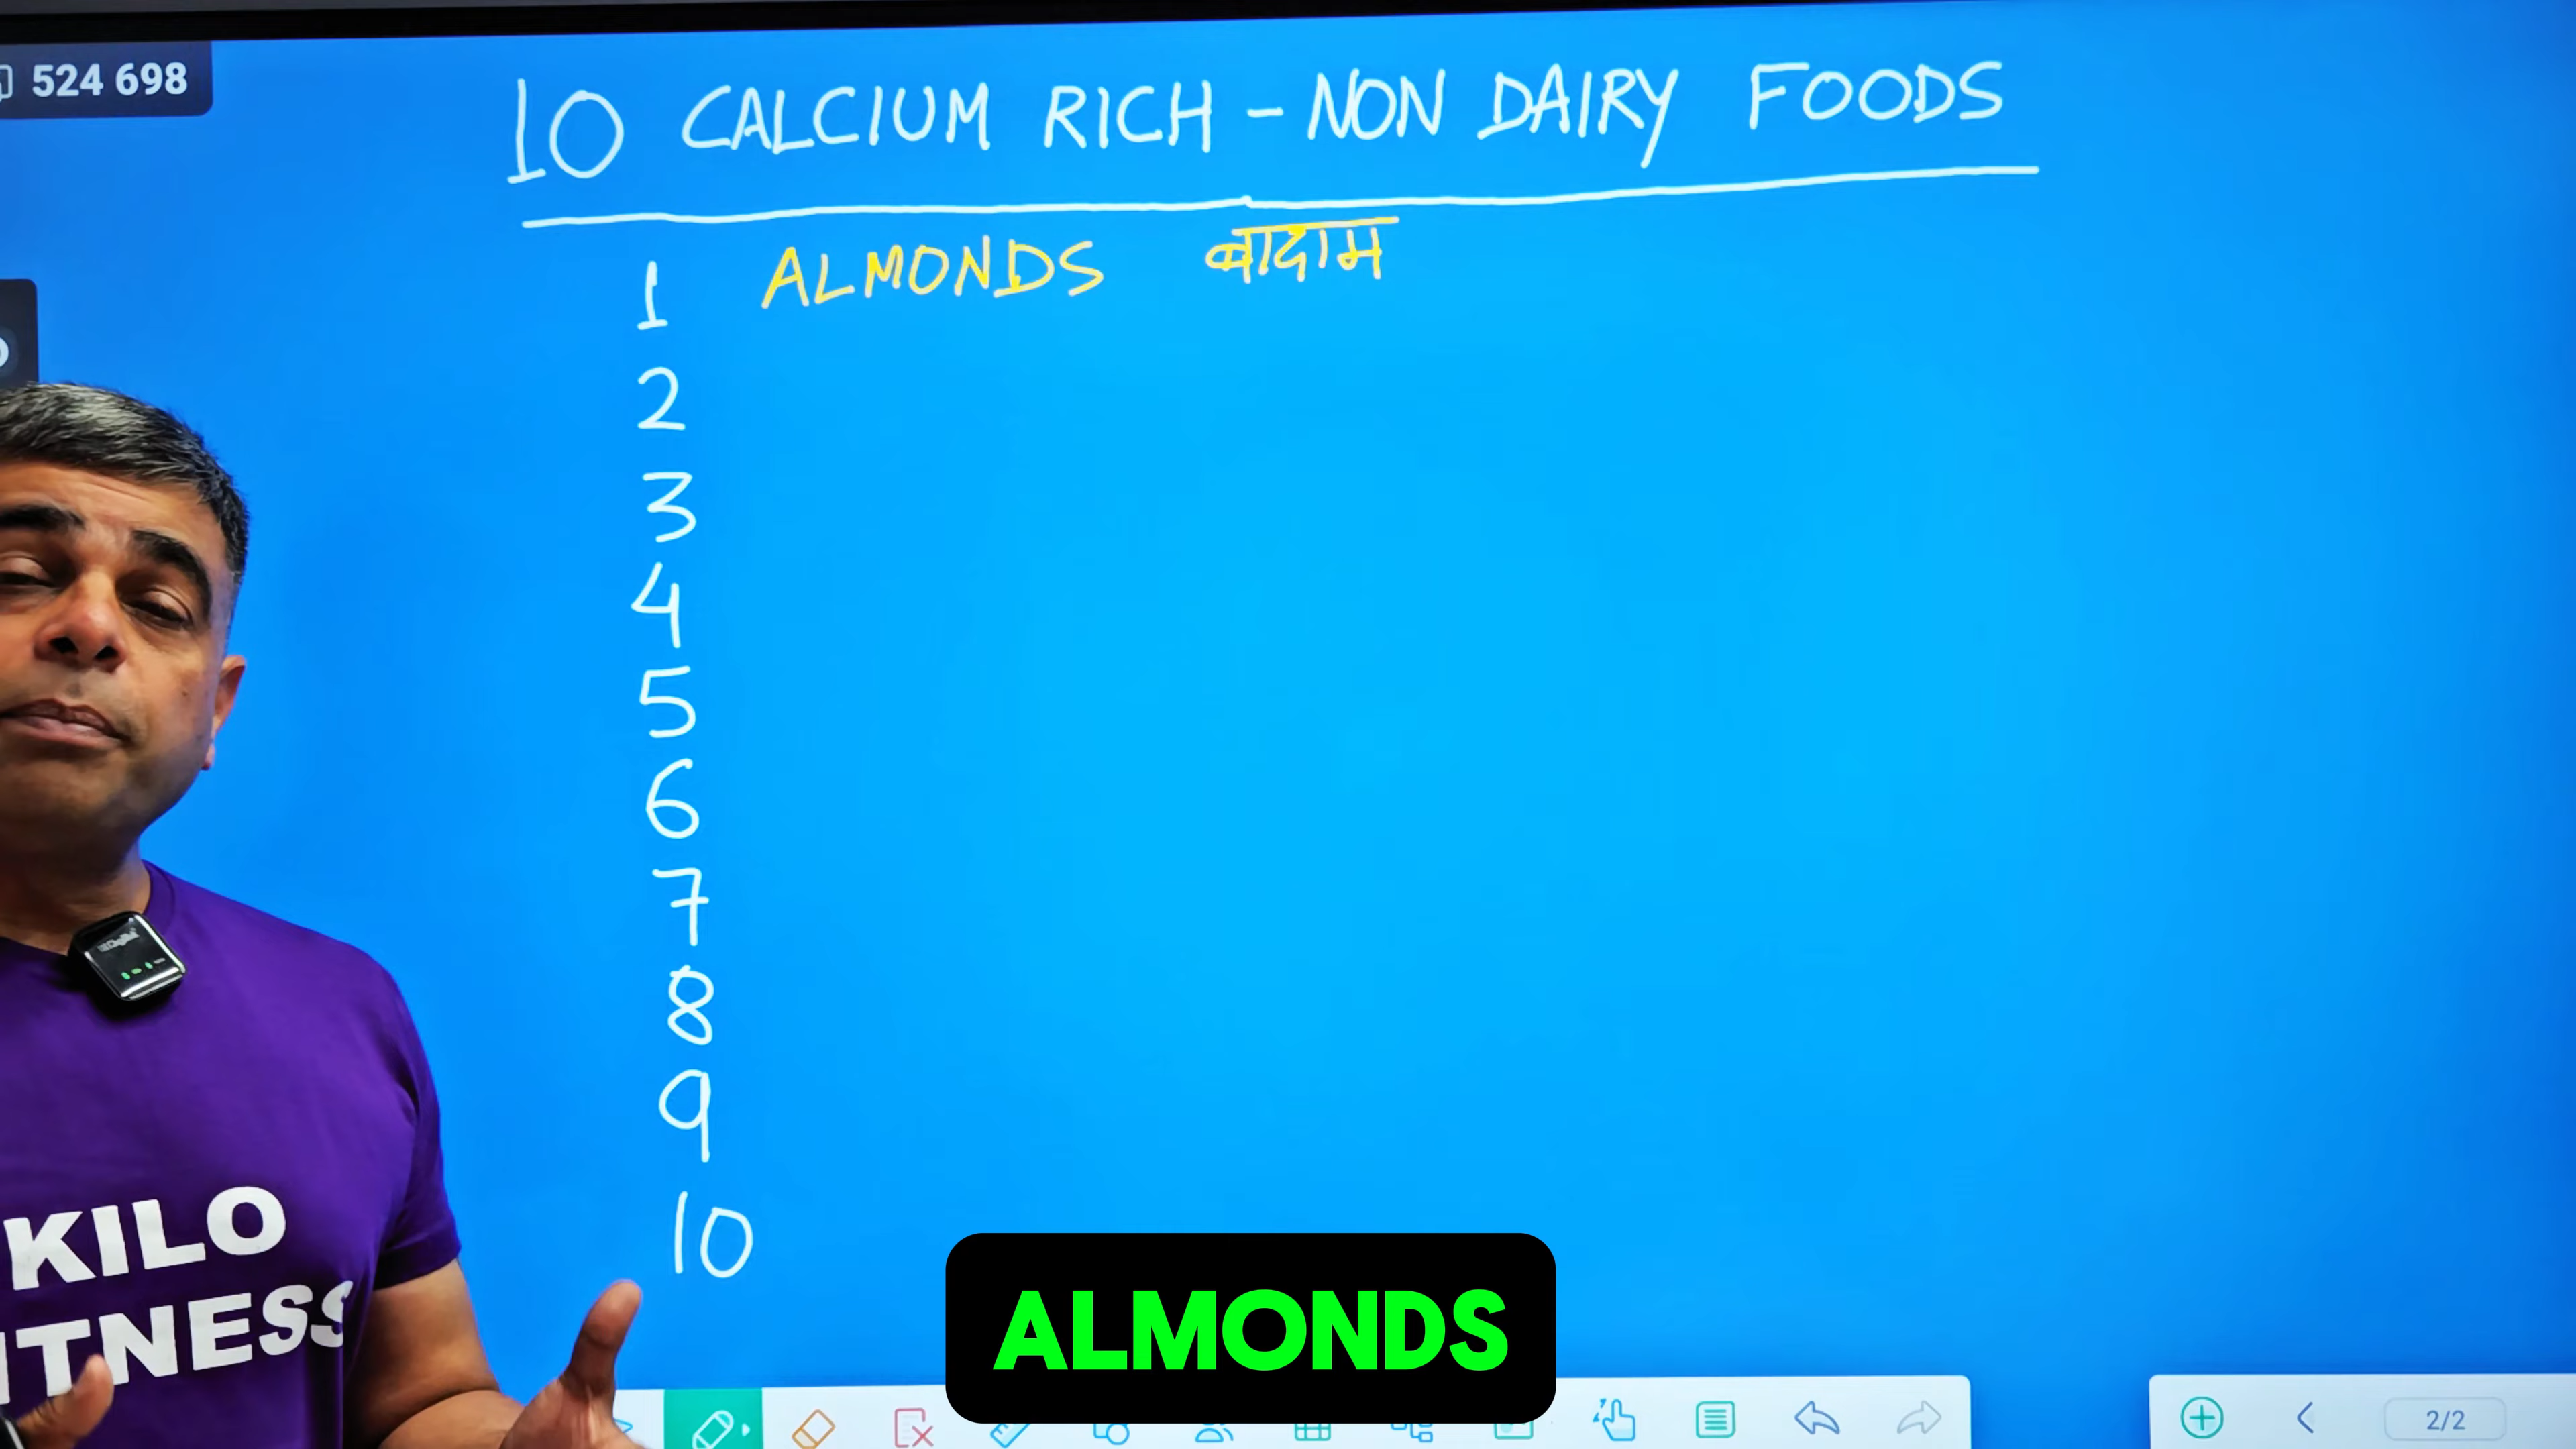 524 698
10 CALCIUM RICH - NON DAIRY FOODS
1 ALMONDS बादाम
2
3
4
5
6
7
8
9
10
KILO
ITNESS
ALMONDS
2/2